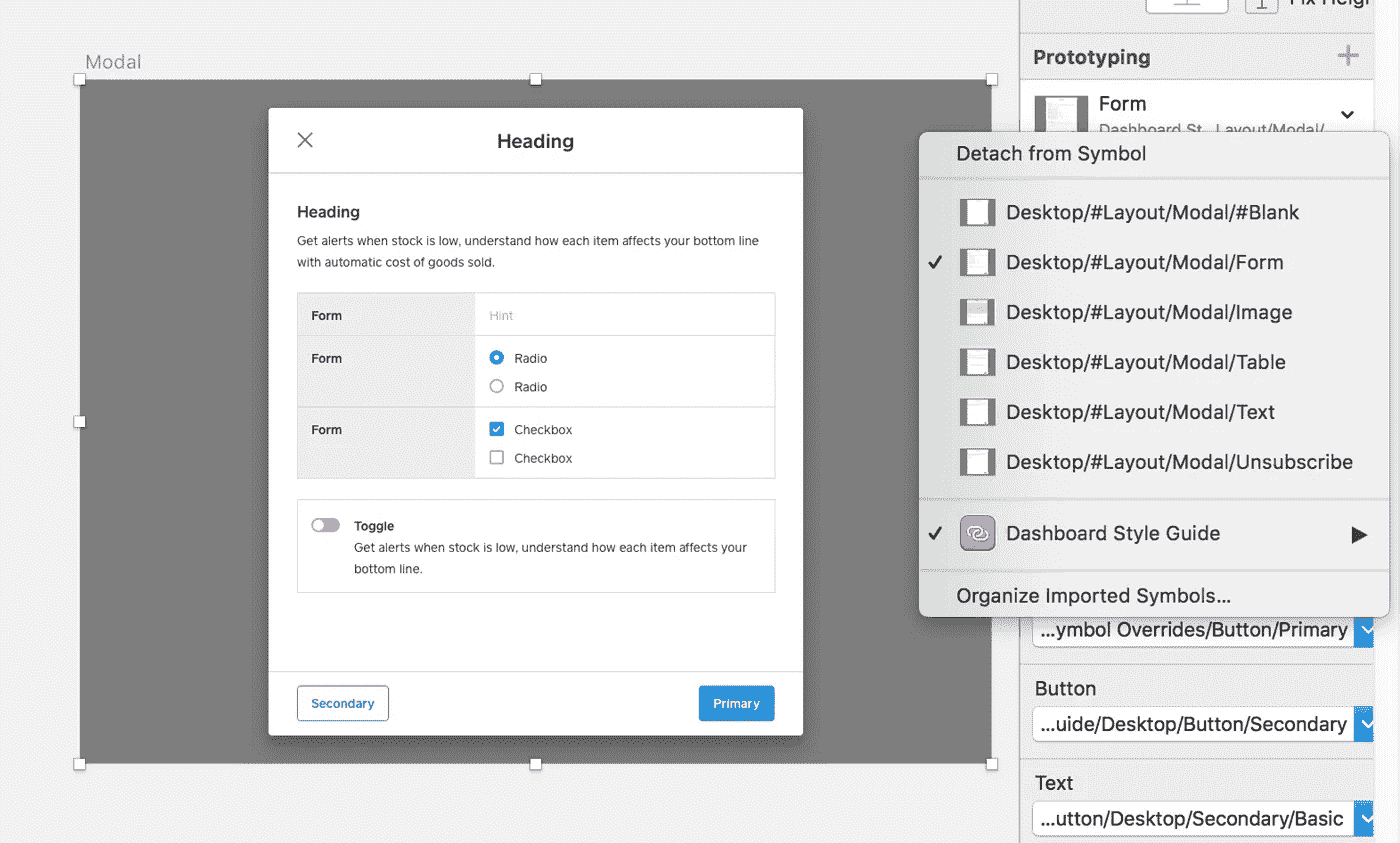 Modal
Heading
Heading
Get alerts when stock is low, understand how each item affects your bottom line
with automatic cost of goods sold.
Form
Hint
Form
Radio
Radio
Form
Checkbox
Checkbox
Toggle
Get alerts when stock is low, understand how each item affects your
bottom line.
Secondary
Primary
Prototyping
Form
Dashboard St...Layout/Modal/
Detach from Symbol
Desktop/#Layout/Modal/#Blank
Desktop/#Layout/Modal/Form
Desktop/#Layout/Modal/Image
Desktop/#Layout/Modal/Table
Desktop/#Layout/Modal/Text
Desktop/#Layout/Modal/Unsubscribe
Dashboard Style Guide
Organize Imported Symbols...
...ymbol Overrides/Button/Primary
Button
...uide/Desktop/Button/Secondary
Text
...utton/Desktop/Secondary/Basic